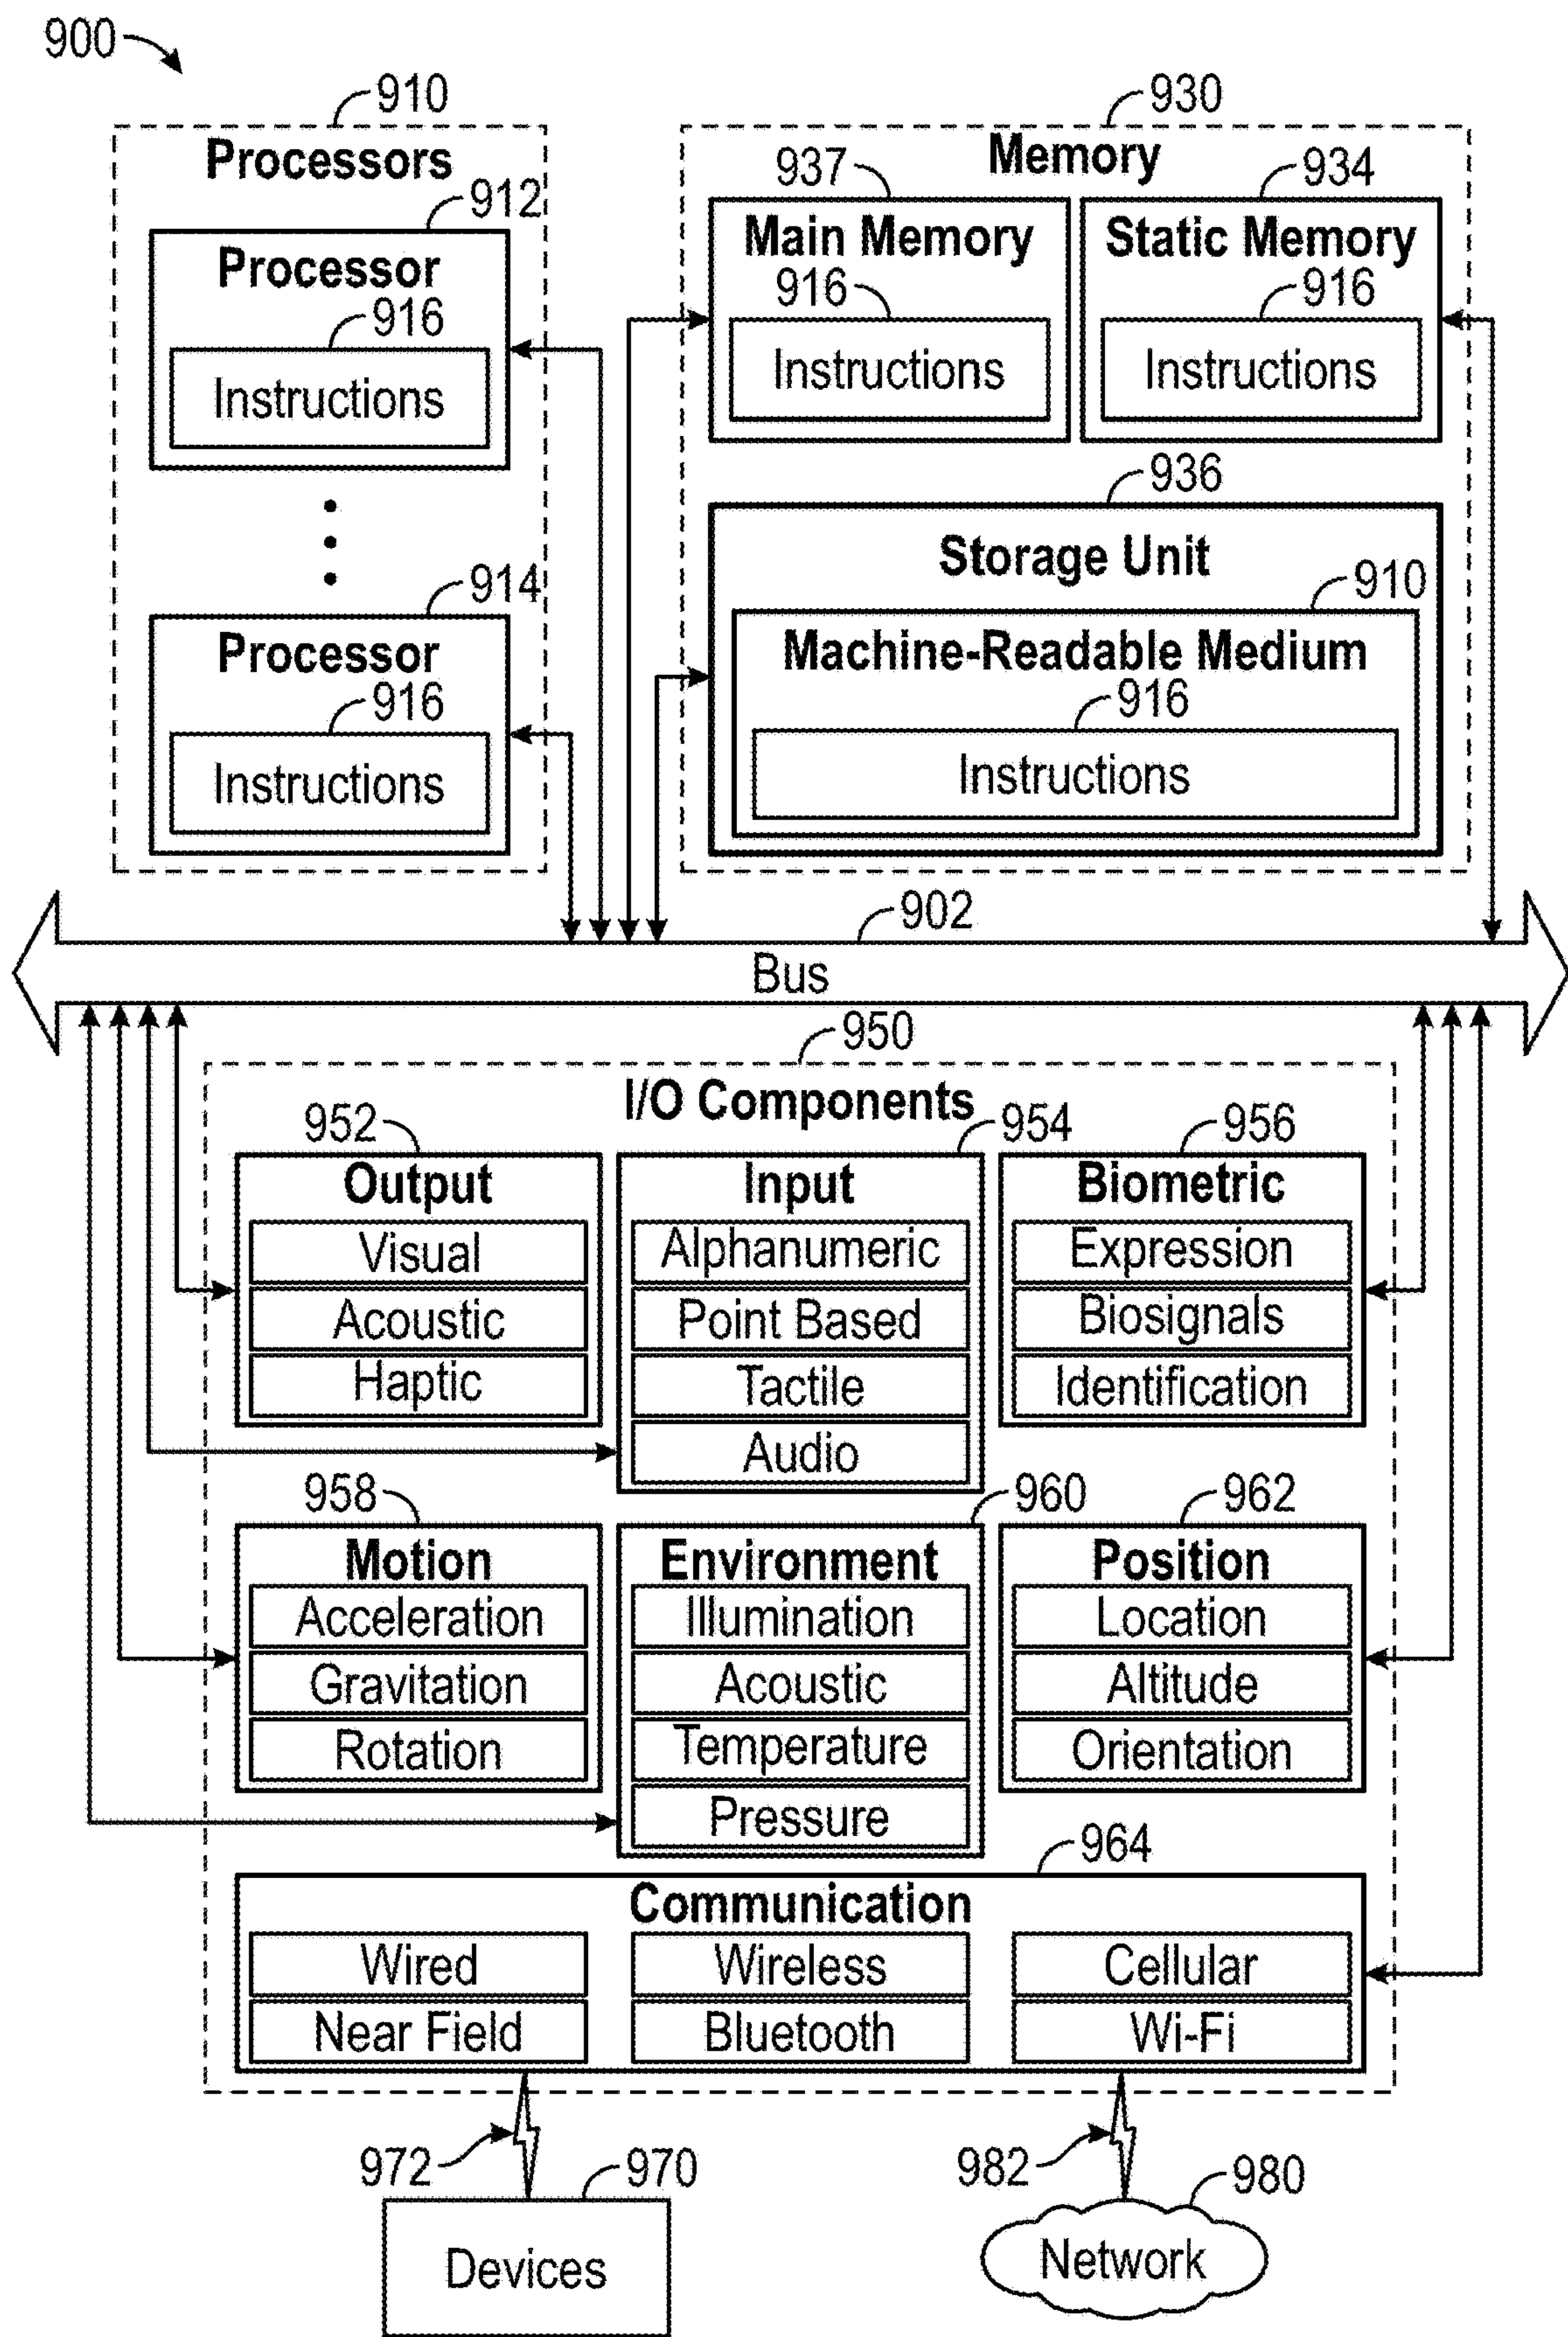 900
910
Processors
912
Processor
916
Instructions
914
Processor
916
Instructions
930
Memory
937
Main Memory
916
Instructions
934
Static Memory
916
Instructions
936
Storage Unit
910
Machine-Readable Medium
916
Instructions
902
Bus
950
I/O Components
952
Output
Visual
Acoustic
Haptic
954
Input
Alphanumeric
Point Based
Tactile
Audio
956
Biometric
Expression
Biosignals
Identification
958
Motion
Acceleration
Gravitation
Rotation
960
Environment
Illumination
Acoustic
Temperature
Pressure
962
Position
Location
Altitude
Orientation
964
Communication
Wired
Wireless
Cellular
Near Field
Bluetooth
Wi-Fi
972
970
Devices
982
980
Network